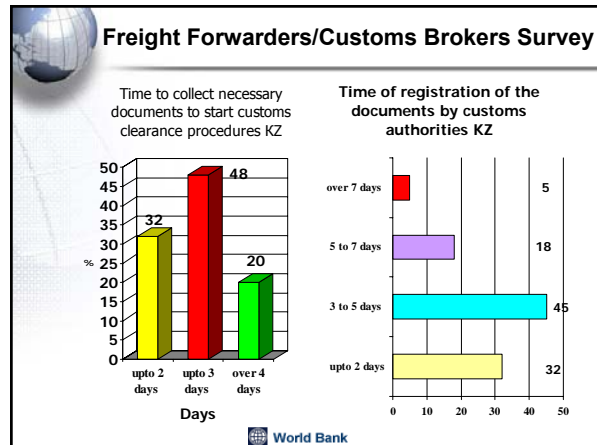 Freight Forwarders/Customs Brokers Survey
Time to collect necessary
documents to start customs
clearance procedures KZ
50
45
40
35
30
25
20
15
10
5
0
%
32
48
20
upto 2
days
upto 3
days
over 4
days
Days
Time of registration of the
documents by customs
authorities KZ
over 7 days
5
5 to 7 days
18
3 to 5 days
45
upto 2 days
32
0 10 20 30 40 50
World Bank